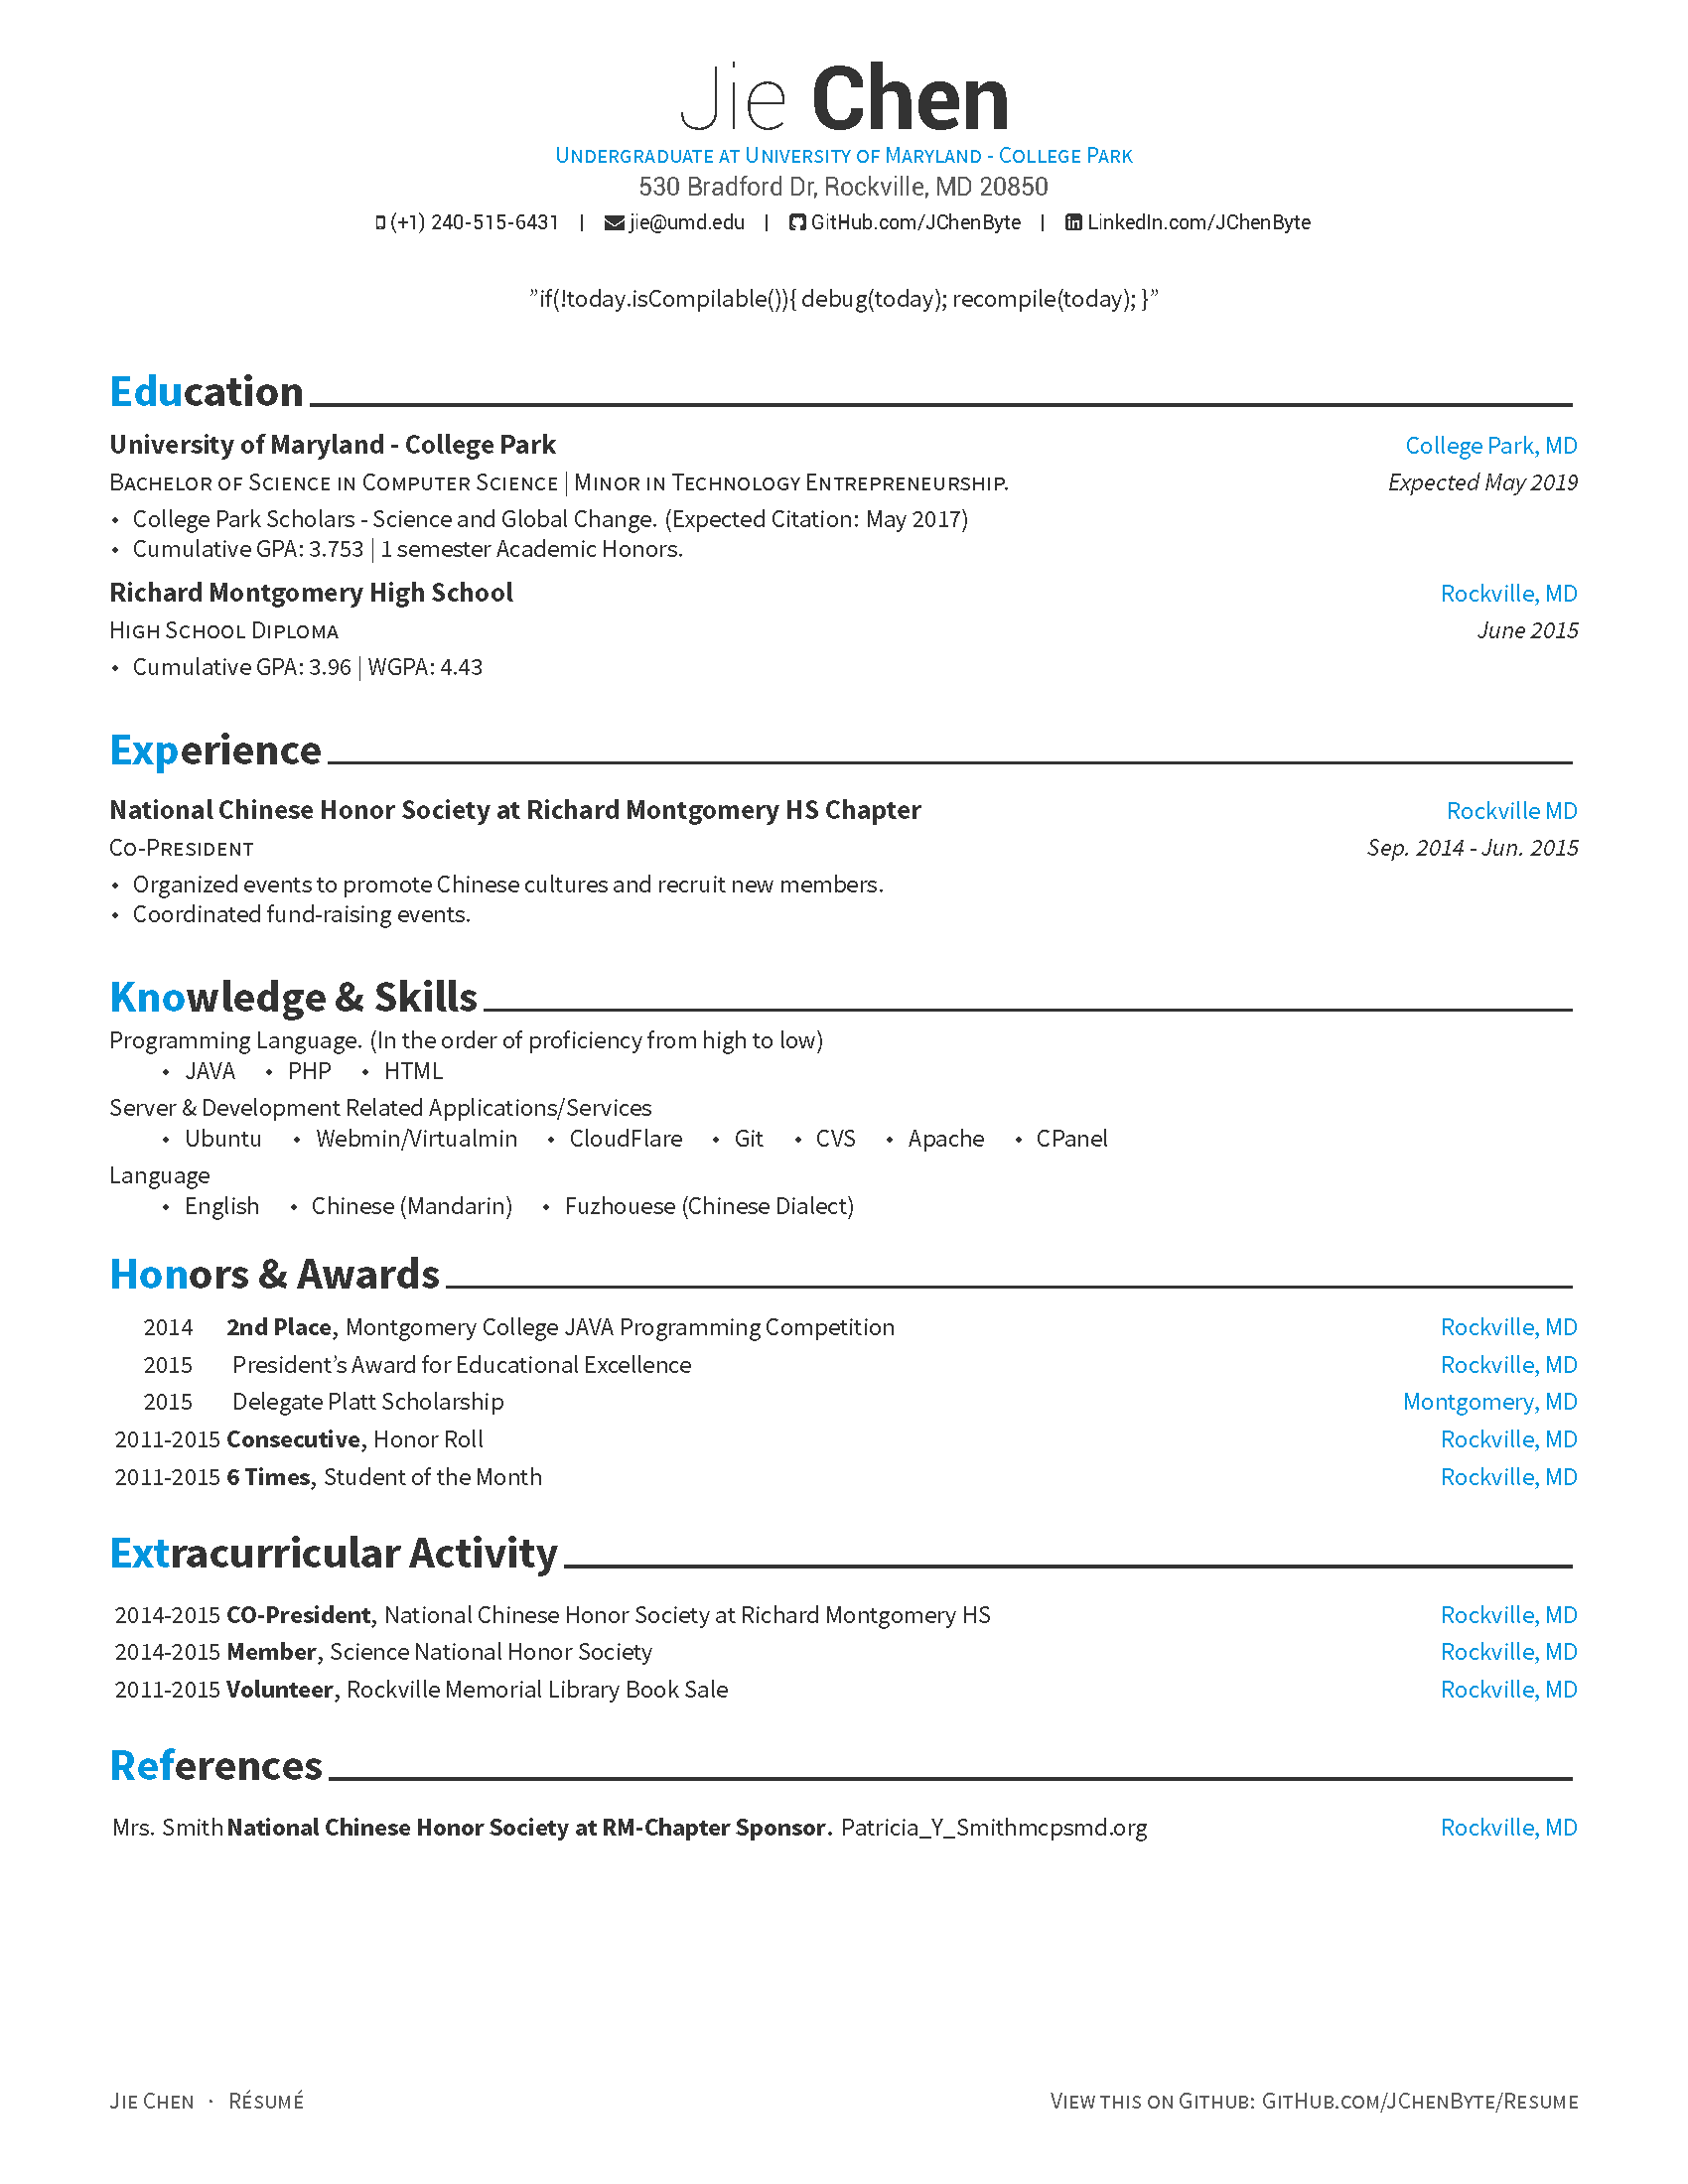 Jie Chen
Undergraduate at University of Maryland - College Park
530 Bradford Dr, Rockville, MD 20850
(+1) 240-515-6431 | jie@umd.edu | GitHub.com/JChenByte | LinkedIn.com/JChenByte
”if(!today.isCompilable()){ debug(today); recompile(today); }”
Education
University of Maryland - College Park College Park, MD
Bachelor of Science in Computer Science | Minor in Technology Entrepreneurship. Expected May 2019
• College Park Scholars - Science and Global Change. (Expected Citation: May 2017)
• Cumulative GPA: 3.753 | 1 semester Academic Honors.
Richard Montgomery High School Rockville, MD
High School Diploma June 2015
• Cumulative GPA: 3.96 | WGPA: 4.43
Experience
National Chinese Honor Society at Richard Montgomery HS Chapter Rockville MD
Co-President Sep. 2014 - Jun. 2015
• Organized events to promote Chinese cultures and recruit new members.
• Coordinated fund-raising events.
Knowledge & Skills
Programming Language. (In the order of proficiency from high to low)
• JAVA • PHP • HTML
Server & Development Related Applications/Services
• Ubuntu • Webmin/Virtualmin • CloudFlare • Git • CVS • Apache • CPanel
Language
• English • Chinese (Mandarin) • Fuzhouese (Chinese Dialect)
Honors & Awards
2014 2nd Place, Montgomery College JAVA Programming Competition Rockville, MD
2015 President’s Award for Educational Excellence Rockville, MD
2015 Delegate Platt Scholarship Montgomery, MD
2011-2015 Consecutive, Honor Roll Rockville, MD
2011-2015 6 Times, Student of the Month Rockville, MD
Extracurricular Activity
2014-2015 CO-President, National Chinese Honor Society at Richard Montgomery HS Rockville, MD
2014-2015 Member, Science National Honor Society Rockville, MD
2011-2015 Volunteer, Rockville Memorial Library Book Sale Rockville, MD
References
Mrs. Smith National Chinese Honor Society at RM-Chapter Sponsor. Patricia_Y_Smithmcpsmd.org Rockville, MD
Jie Chen · Résumé View this on Github: GitHub.com/JChenByte/Resume